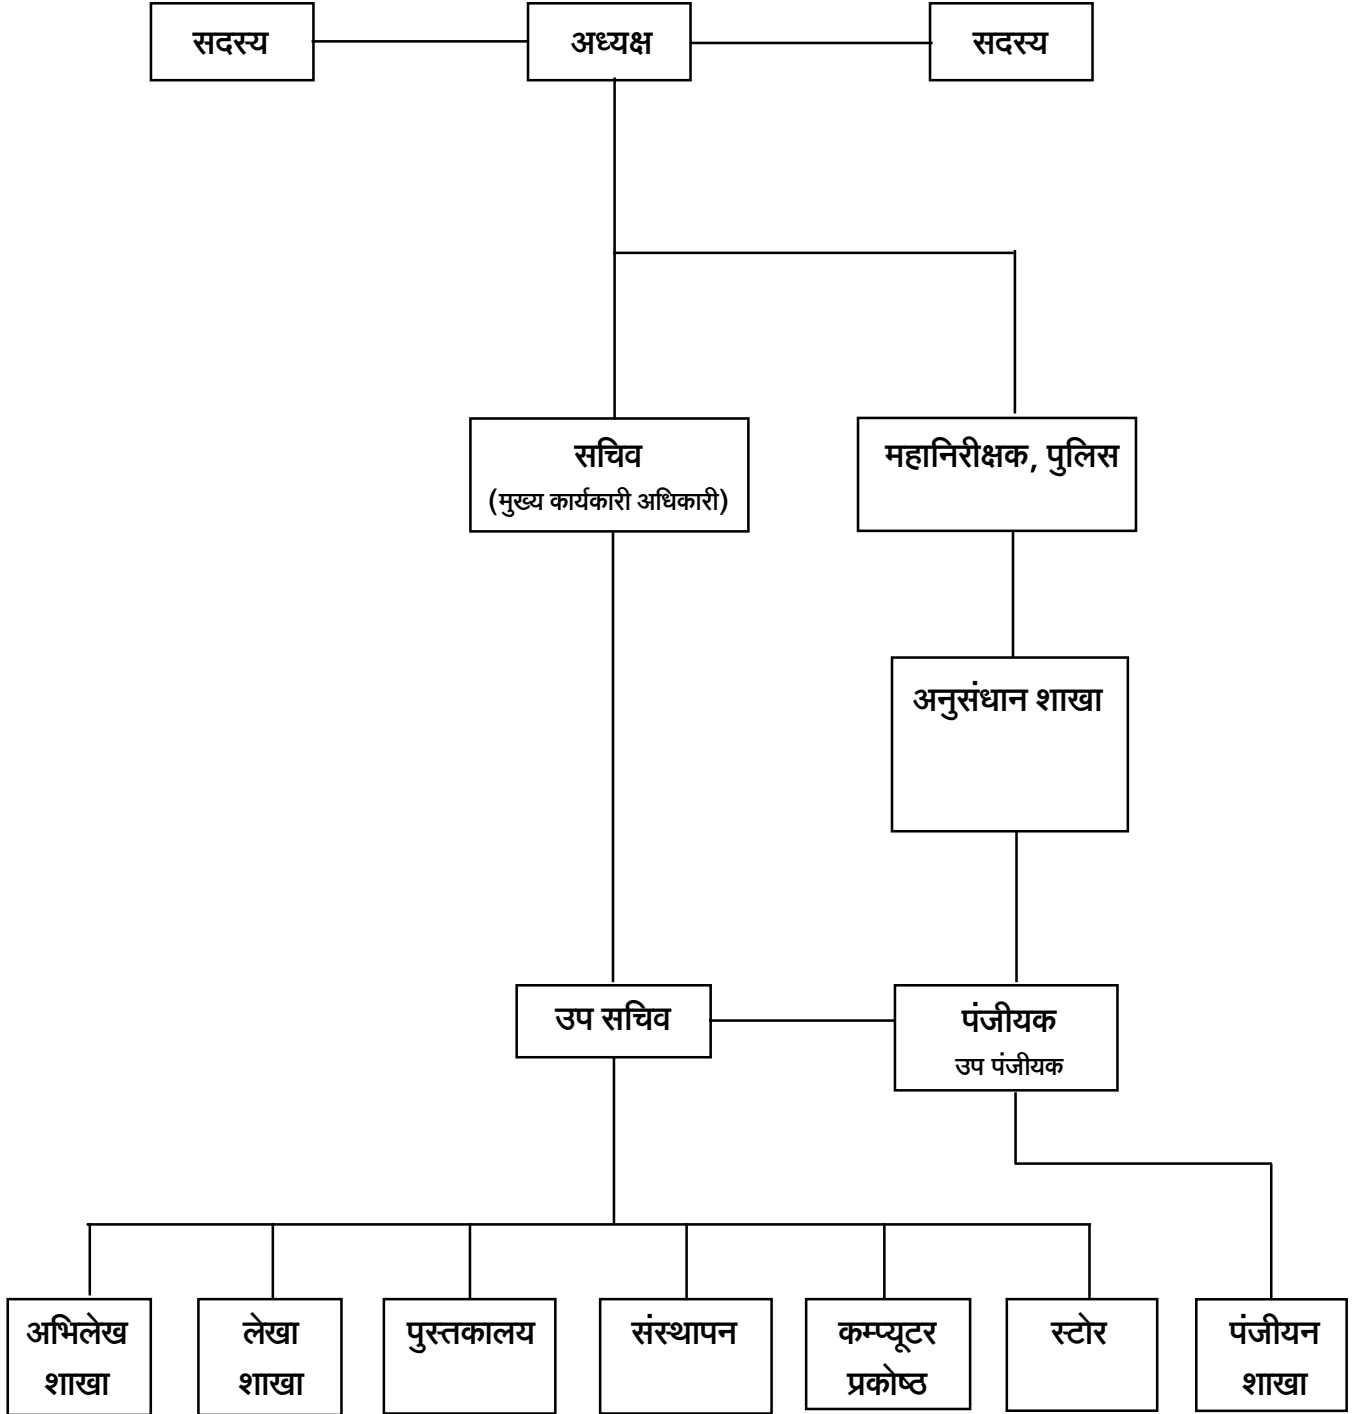 सदस्य
अध्यक्ष
सदस्य
सचिव
(मुख्य कार्यकारी अधिकारी)
महानिरीक्षक, पुलिस
अनुसंधान शाखा
उप सचिव
पंजीयक
उप पंजीयक
अभिलेख
शाखा
लेखा
शाखा
पुस्तकालय
संस्थापन
कम्प्यूटर
प्रकोष्ठ
स्टोर
पंजीयन
शाखा